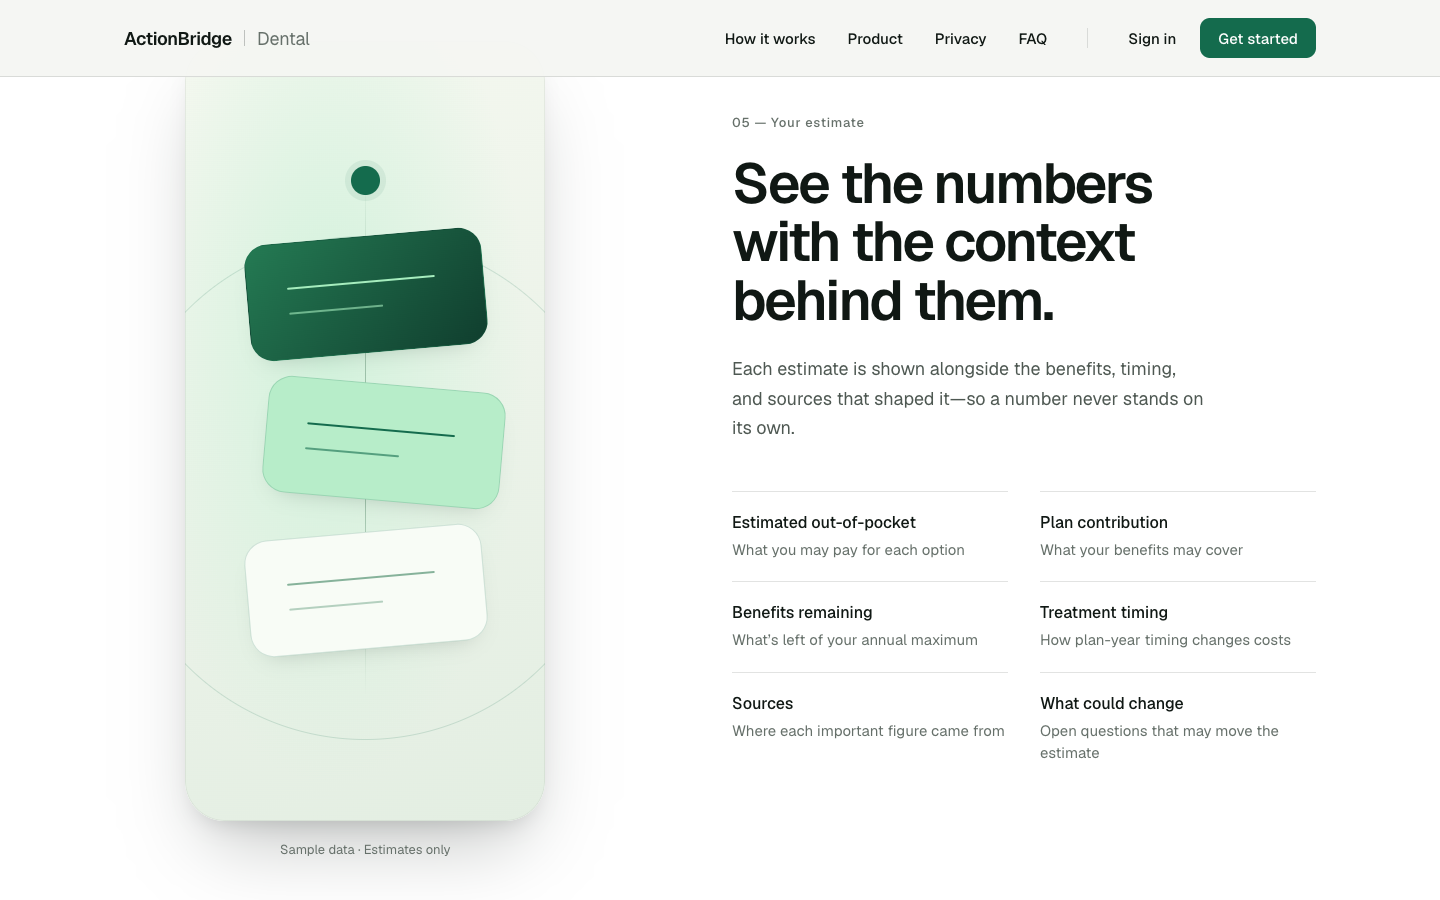 ActionBridge | Dental
How it works
Product
Privacy
FAQ
Sign in
Get started
05 — Your estimate
See the numbers
with the context
behind them.
Each estimate is shown alongside the benefits, timing,
and sources that shaped it—so a number never stands on
its own.
Estimated out-of-pocket
What you may pay for each option
Plan contribution
What your benefits may cover
Benefits remaining
What’s left of your annual maximum
Treatment timing
How plan-year timing changes costs
Sources
Where each important figure came from
What could change
Open questions that may move the
estimate
Sample data · Estimates only